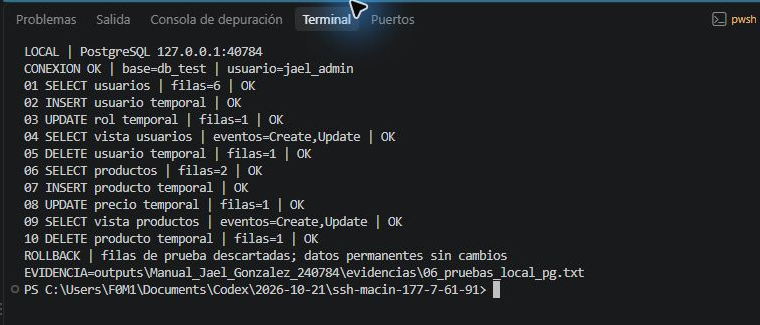 Problemas Salida Consola de depuración Terminal Puertos pwsh
LOCAL | PostgreSQL 127.0.0.1:40784
CONEXION OK | base=db_test | usuario=jael_admin
01 SELECT usuarios | filas=6 | OK
02 INSERT usuario temporal | OK
03 UPDATE rol temporal | filas=1 | OK
04 SELECT vista usuarios | eventos=Create,Update | OK
05 DELETE usuario temporal | filas=1 | OK
06 SELECT productos | filas=2 | OK
07 INSERT producto temporal | OK
08 UPDATE precio temporal | filas=1 | OK
09 SELECT vista productos | eventos=Create,Update | OK
10 DELETE producto temporal | filas=1 | OK
ROLLBACK | filas de prueba descartadas; datos permanentes sin cambios
EVIDENCIA=outputs\Manual_Jael_Gonzalez_240784\evidencias\06_pruebas_local_pg.txt
PS C:\Users\F0M1\Documents\Codex\2026-10-21\ssh-macin-177-7-61-91>